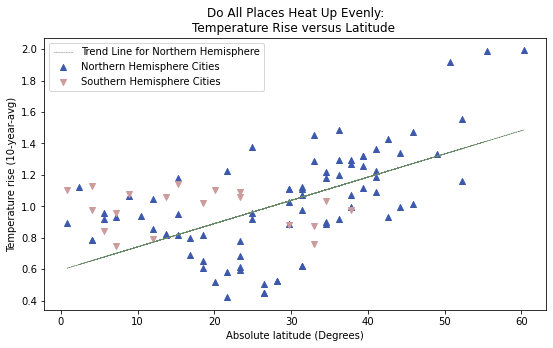 Do All Places Heat Up Evenly:
Temperature Rise versus Latitude
Trend Line for Northern Hemisphere
Northern Hemisphere Cities
Southern Hemisphere Cities
Temperature rise (10-year-avg)
2.0
1.8
1.6
1.4
1.2
1.0
0.8
0.6
0.4
0 10 20 30 40 50 60
Absolute latitude (Degrees)